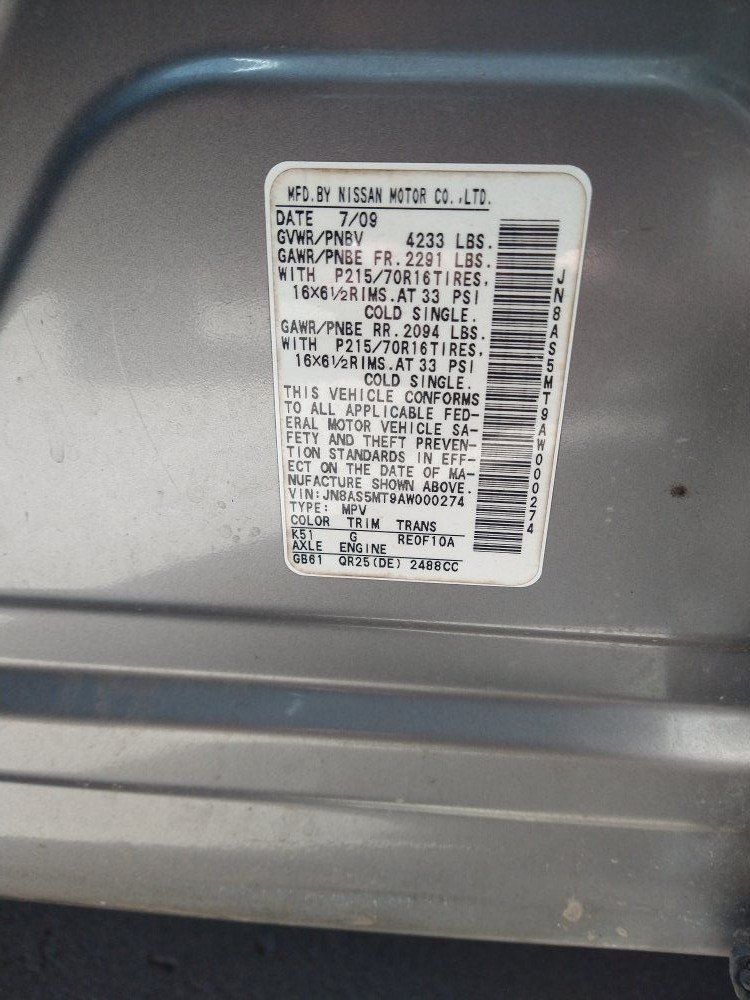 MFD.BY NISSAN MOTOR CO.,LTD.
DATE 7/09
GVWR/PNBV 4233 LBS.
GAWR/PNBE FR.2291 LBS.
WITH P215/70R16TIRES,
16X6½RIMS.AT 33 PSI
COLD SINGLE.
GAWR/PNBE RR.2094 LBS.
WITH P215/70R16TIRES,
16X6½RIMS.AT 33 PSI
COLD SINGLE.
THIS VEHICLE CONFORMS
TO ALL APPLICABLE FED-
ERAL MOTOR VEHICLE SA-
FETY AND THEFT PREVEN-
TION STANDARDS IN EFF-
ECT ON THE DATE OF MA-
NUFACTURE SHOWN ABOVE.
VIN:JN8AS5MT9AW000274
TYPE: MPV
COLOR TRIM TRANS
K51 G RE0F10A
AXLE ENGINE
GB61 QR25(DE) 2488CC
JN8AS5MT9AW000274